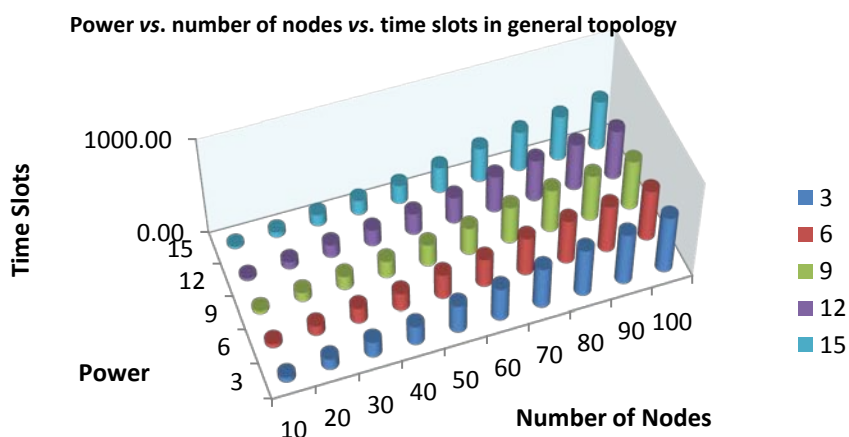 Power vs. number of nodes vs. time slots in general topology
1000.00
0.00
Time Slots
15
12
9
6
3
Power
10 20 30 40 50 60 70 80 90 100
Number of Nodes
3
6
9
12
15